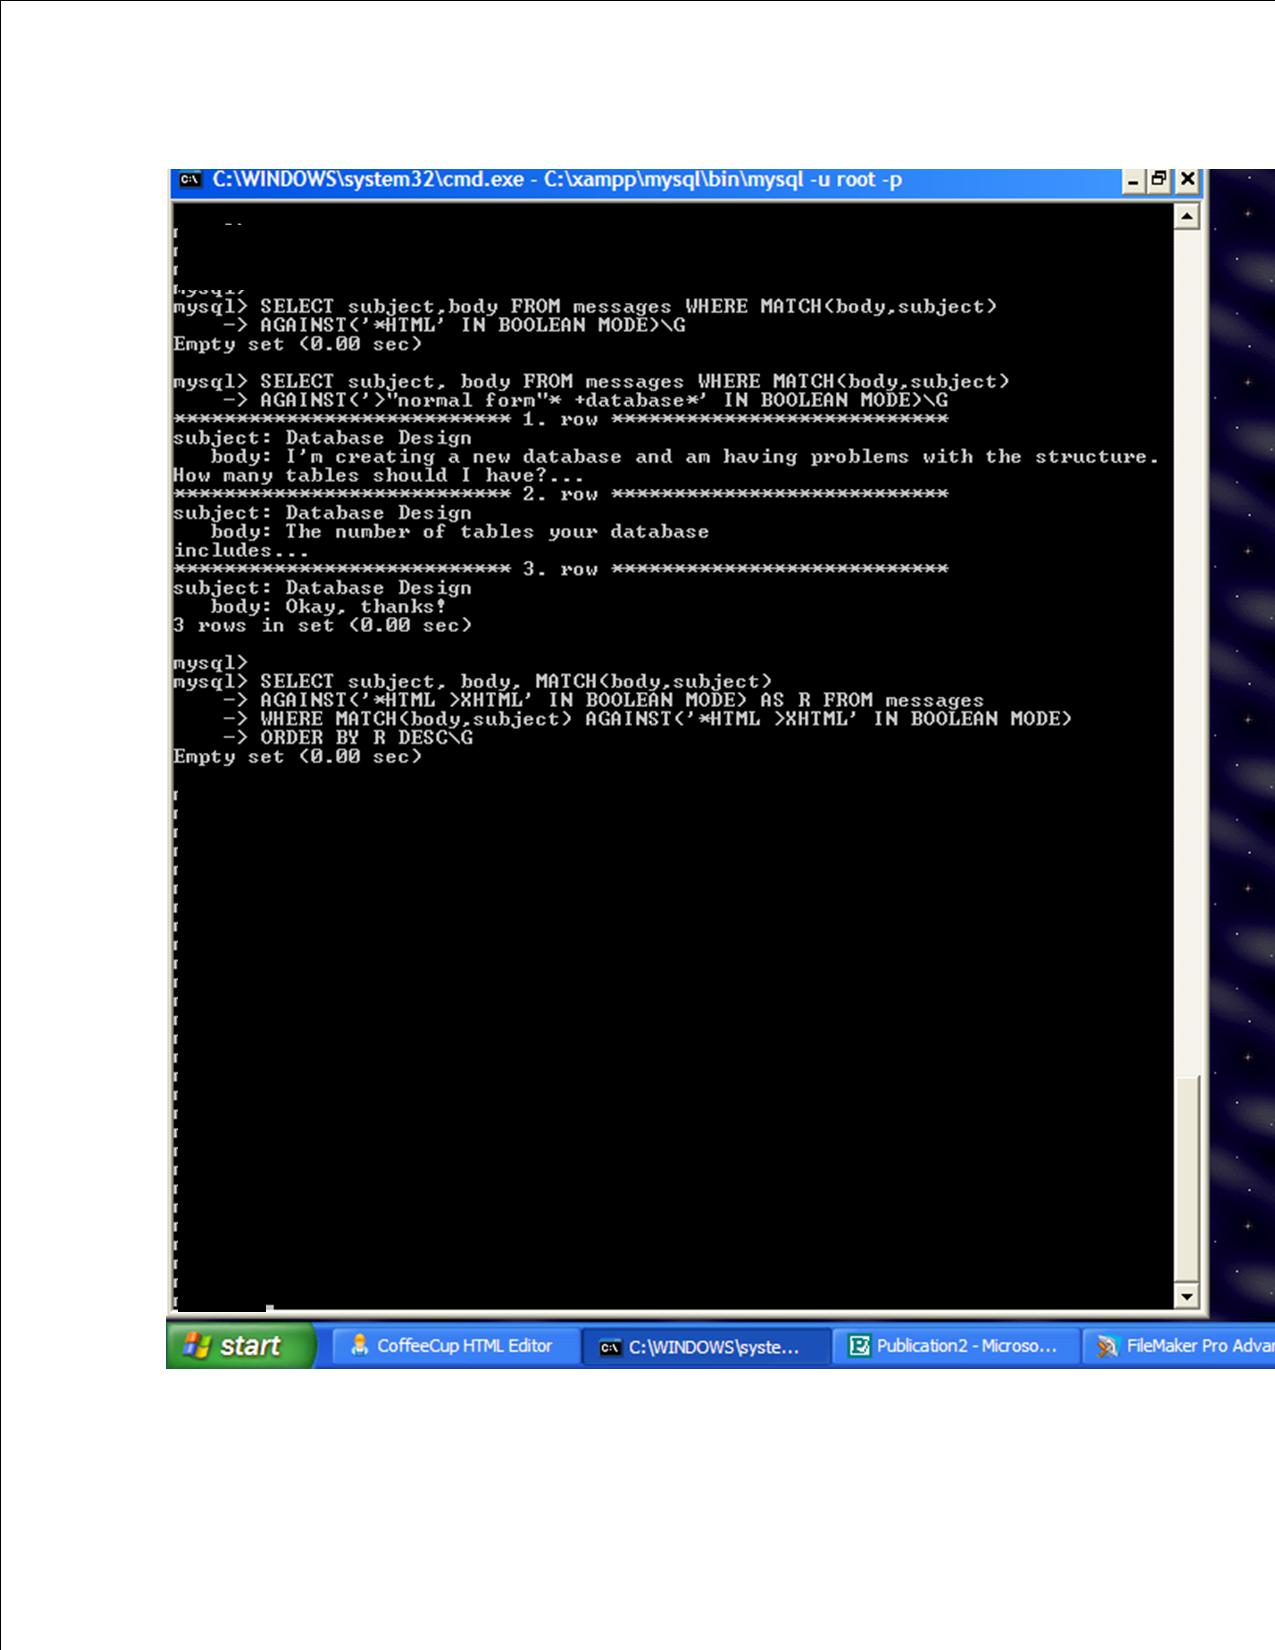 C:\WINDOWS\system32\cmd.exe - C:\xampp\mysql\bin\mysql -u root -p
mysql>
mysql> SELECT subject,body FROM messages WHERE MATCH(body,subject)
    -> AGAINST('*HTML' IN BOOLEAN MODE)\G
Empty set (0.00 sec)
mysql> SELECT subject, body FROM messages WHERE MATCH(body,subject)
    -> AGAINST('>"normal form"* +database*' IN BOOLEAN MODE)\G
*************************** 1. row ***************************
subject: Database Design
   body: I'm creating a new database and am having problems with the structure.
How many tables should I have?...
*************************** 2. row ***************************
subject: Database Design
   body: The number of tables your database
includes...
*************************** 3. row ***************************
subject: Database Design
   body: Okay, thanks!
3 rows in set (0.00 sec)
mysql>
mysql> SELECT subject, body, MATCH(body,subject)
    -> AGAINST('*HTML >XHTML' IN BOOLEAN MODE) AS R FROM messages
    -> WHERE MATCH(body,subject) AGAINST('*HTML >XHTML' IN BOOLEAN MODE)
    -> ORDER BY R DESC\G
Empty set (0.00 sec)
start CoffeeCup HTML Editor C:\WINDOWS\syste... Publication2 - Microso... FileMaker Pro Advan